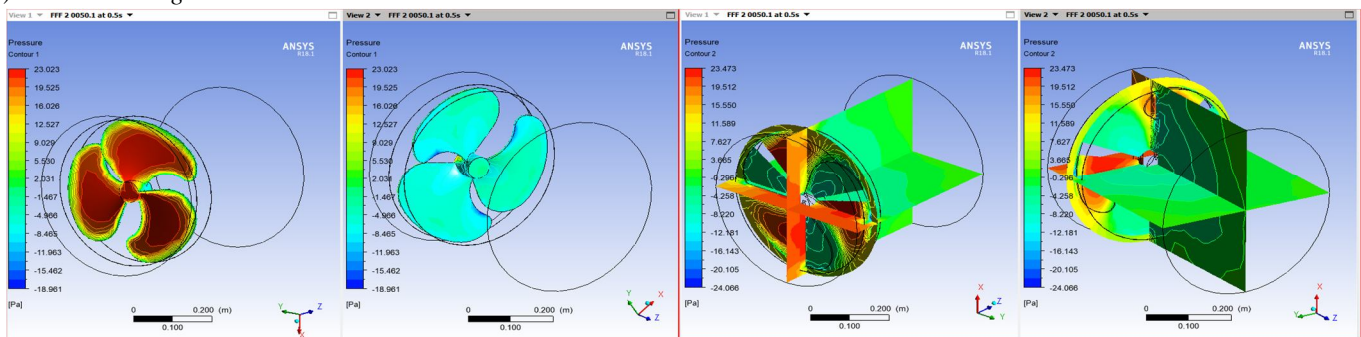 View 1 ▼ FFF 2 0050.1 at 0.5s ▼
Pressure
Contour 1
ANSYS
R18.1
23.023
19.525
16.026
12.527
9.029
5.530
2.031
-1.467
-4.966
-8.465
-11.963
-15.462
-18.961
[Pa]
0 0.200 (m)
0.100
Y Z
X
View 2 ▼ FFF 2 0050.1 at 0.5s ▼
Pressure
Contour 1
ANSYS
R18.1
23.023
19.525
16.026
12.527
9.029
5.530
2.031
-1.467
-4.966
-8.465
-11.963
-15.462
-18.961
[Pa]
0 0.200 (m)
0.100
Y X
Z
View 1 ▼ FFF 2 0050.1 at 0.5s ▼
Pressure
Contour 2
ANSYS
R18.1
23.473
19.512
15.550
11.589
7.627
3.665
-0.296
-4.258
-8.220
-12.181
-16.143
-20.105
-24.066
[Pa]
0 0.200 (m)
0.100
X
Z
Y
View 2 ▼ FFF 2 0050.1 at 0.5s ▼
Pressure
Contour 2
ANSYS
R18.1
23.473
19.512
15.550
11.589
7.627
3.665
-0.296
-4.258
-8.220
-12.181
-16.143
-20.105
-24.066
[Pa]
0 0.200 (m)
0.100
X
Y Z